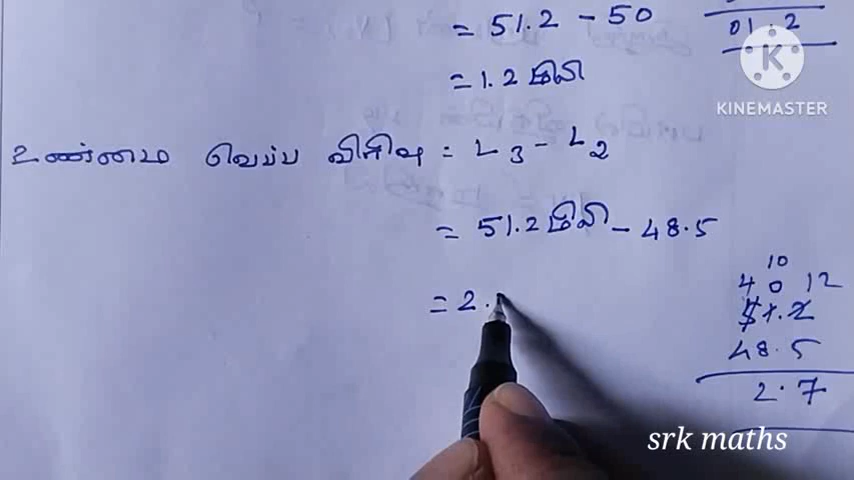 = 51.2 - 50
01.2
= 1.2 மிலி
KINEMASTER
உண்மை வெப்ப விரிவு = L3 - L2
= 51.2 மிலி - 48.5
10
4 0 12
51.2
48.5
2.7
= 2.
srk maths